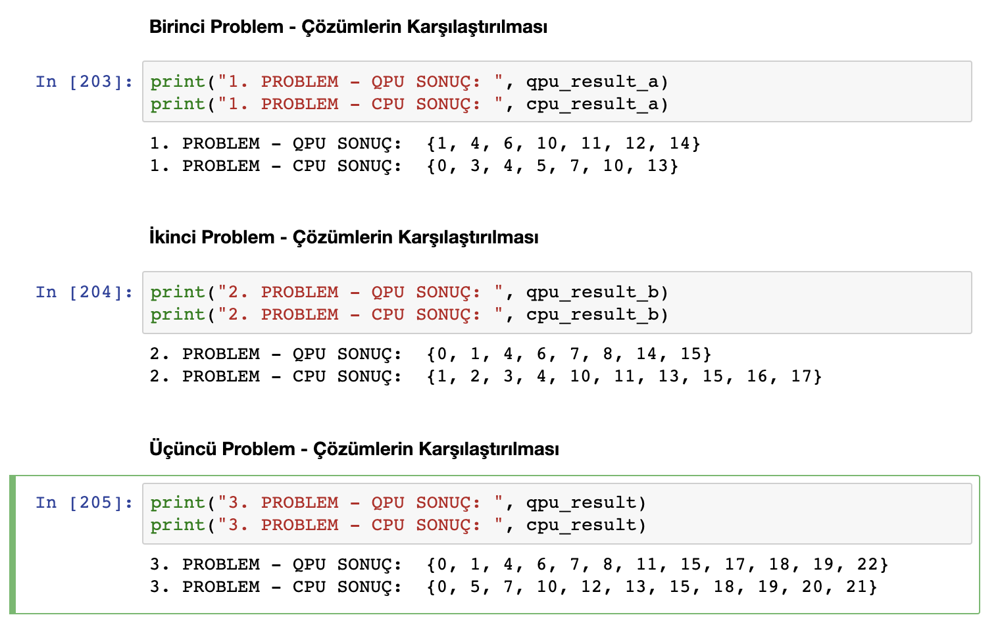 Birinci Problem - Çözümlerin Karşılaştırılması
In [203]: print("1. PROBLEM - QPU SONUÇ: ", qpu_result_a)
print("1. PROBLEM - CPU SONUÇ: ", cpu_result_a)
1. PROBLEM - QPU SONUÇ:  {1, 4, 6, 10, 11, 12, 14}
1. PROBLEM - CPU SONUÇ:  {0, 3, 4, 5, 7, 10, 13}
İkinci Problem - Çözümlerin Karşılaştırılması
In [204]: print("2. PROBLEM - QPU SONUÇ: ", qpu_result_b)
print("2. PROBLEM - CPU SONUÇ: ", cpu_result_b)
2. PROBLEM - QPU SONUÇ:  {0, 1, 4, 6, 7, 8, 14, 15}
2. PROBLEM - CPU SONUÇ:  {1, 2, 3, 4, 10, 11, 13, 15, 16, 17}
Üçüncü Problem - Çözümlerin Karşılaştırılması
In [205]: print("3. PROBLEM - QPU SONUÇ: ", qpu_result)
print("3. PROBLEM - CPU SONUÇ: ", cpu_result)
3. PROBLEM - QPU SONUÇ:  {0, 1, 4, 6, 7, 8, 11, 15, 17, 18, 19, 22}
3. PROBLEM - CPU SONUÇ:  {0, 5, 7, 10, 12, 13, 15, 18, 19, 20, 21}